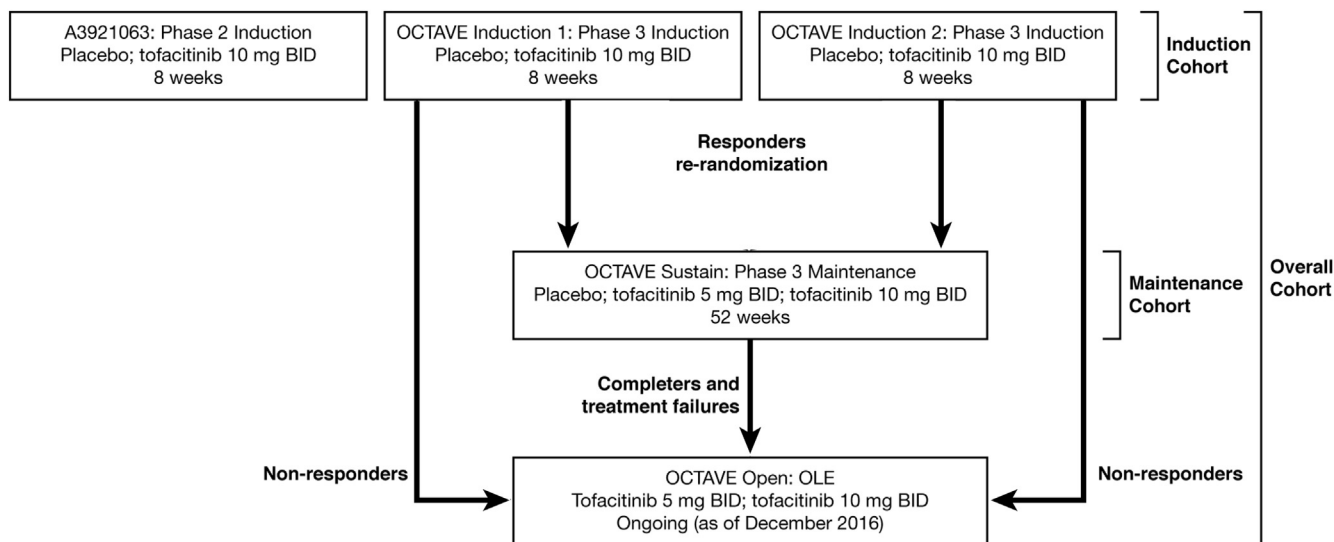 A3921063: Phase 2 Induction
Placebo; tofacitinib 10 mg BID
8 weeks
OCTAVE Induction 1: Phase 3 Induction
Placebo; tofacitinib 10 mg BID
8 weeks
OCTAVE Induction 2: Phase 3 Induction
Placebo; tofacitinib 10 mg BID
8 weeks
Induction
Cohort
Responders
re-randomization
OCTAVE Sustain: Phase 3 Maintenance
Placebo; tofacitinib 5 mg BID; tofacitinib 10 mg BID
52 weeks
Maintenance
Cohort
Overall
Cohort
Completers and
treatment failures
Non-responders
OCTAVE Open: OLE
Tofacitinib 5 mg BID; tofacitinib 10 mg BID
Ongoing (as of December 2016)
Non-responders